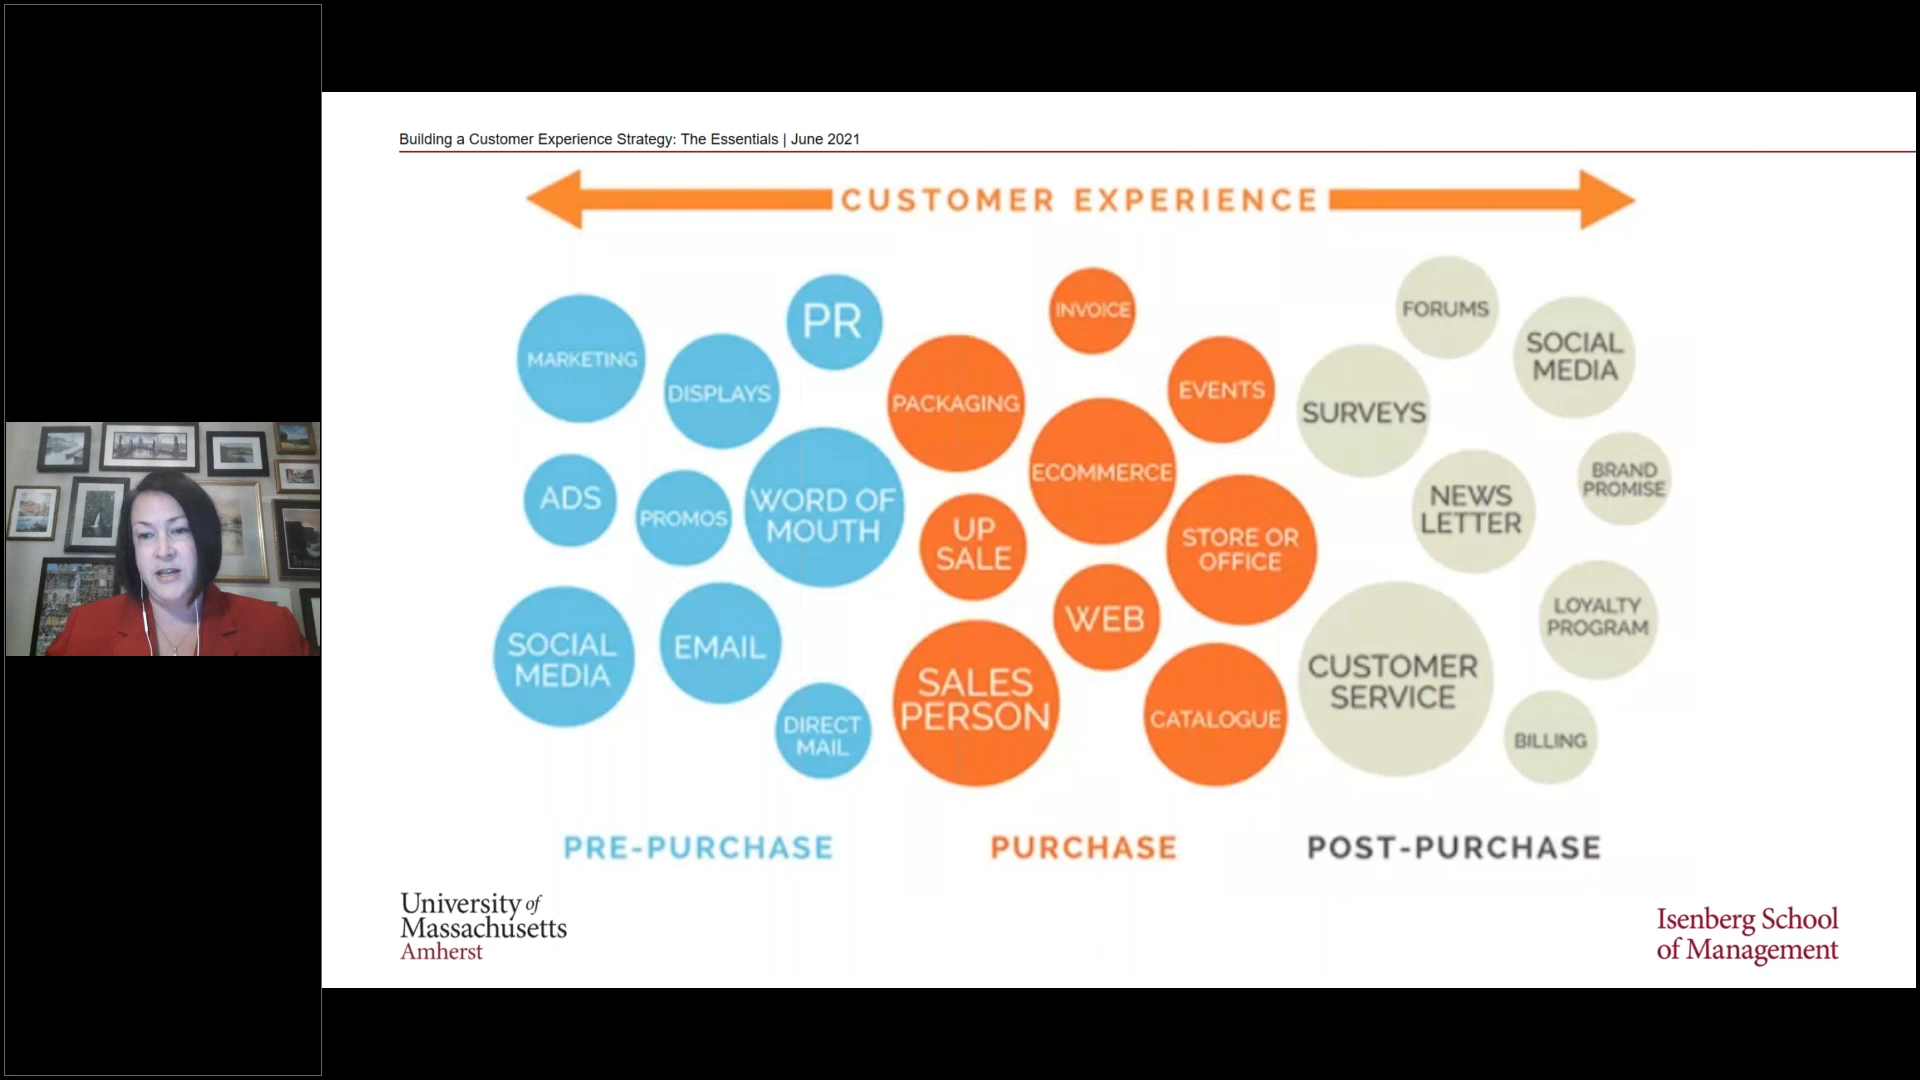 Building a Customer Experience Strategy: The Essentials | June 2021
CUSTOMER EXPERIENCE
MARKETING
DISPLAYS
PR
ADS
PROMOS
WORD OF
MOUTH
SOCIAL
MEDIA
EMAIL
DIRECT
MAIL
PACKAGING
INVOICE
EVENTS
ECOMMERCE
UP
SALE
STORE OR
OFFICE
WEB
SALES
PERSON
CATALOGUE
FORUMS
SOCIAL
MEDIA
SURVEYS
NEWS
LETTER
BRAND
PROMISE
CUSTOMER
SERVICE
LOYALTY
PROGRAM
BILLING
PRE-PURCHASE
PURCHASE
POST-PURCHASE
University of
Massachusetts
Amherst
Isenberg School
of Management